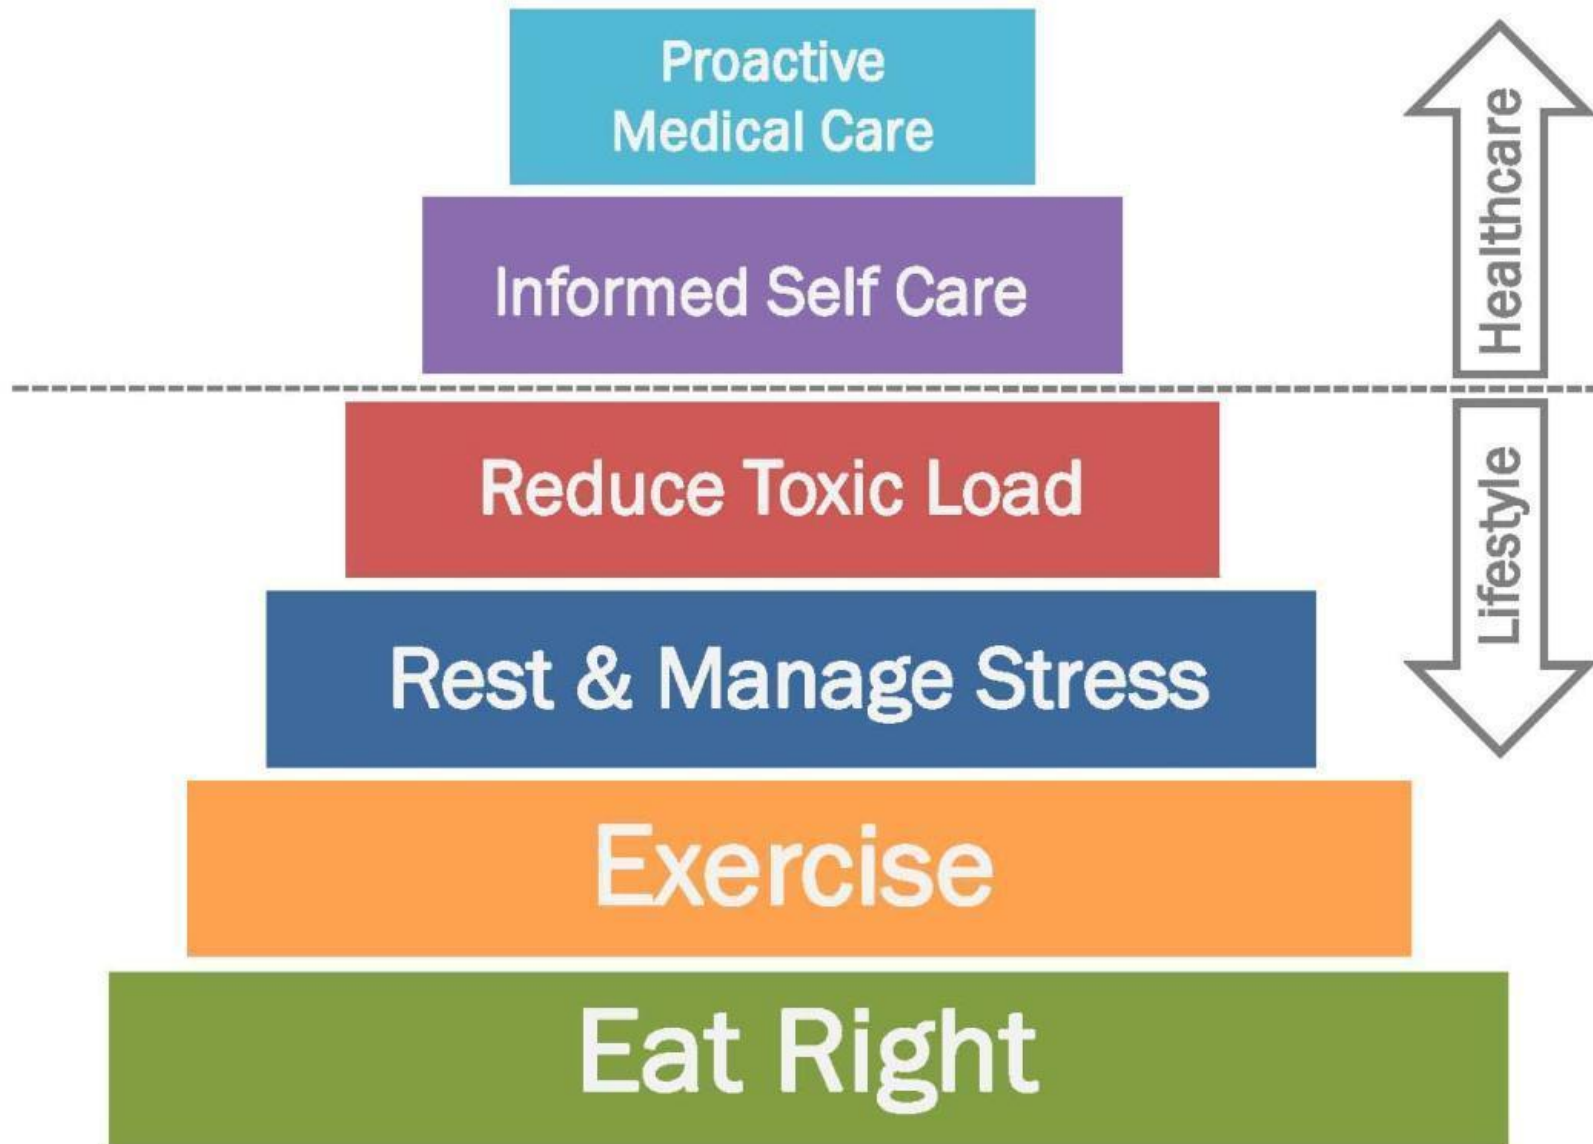 Proactive
Medical Care
Informed Self Care
Healthcare
Reduce Toxic Load
Lifestyle
Rest & Manage Stress
Exercise
Eat Right